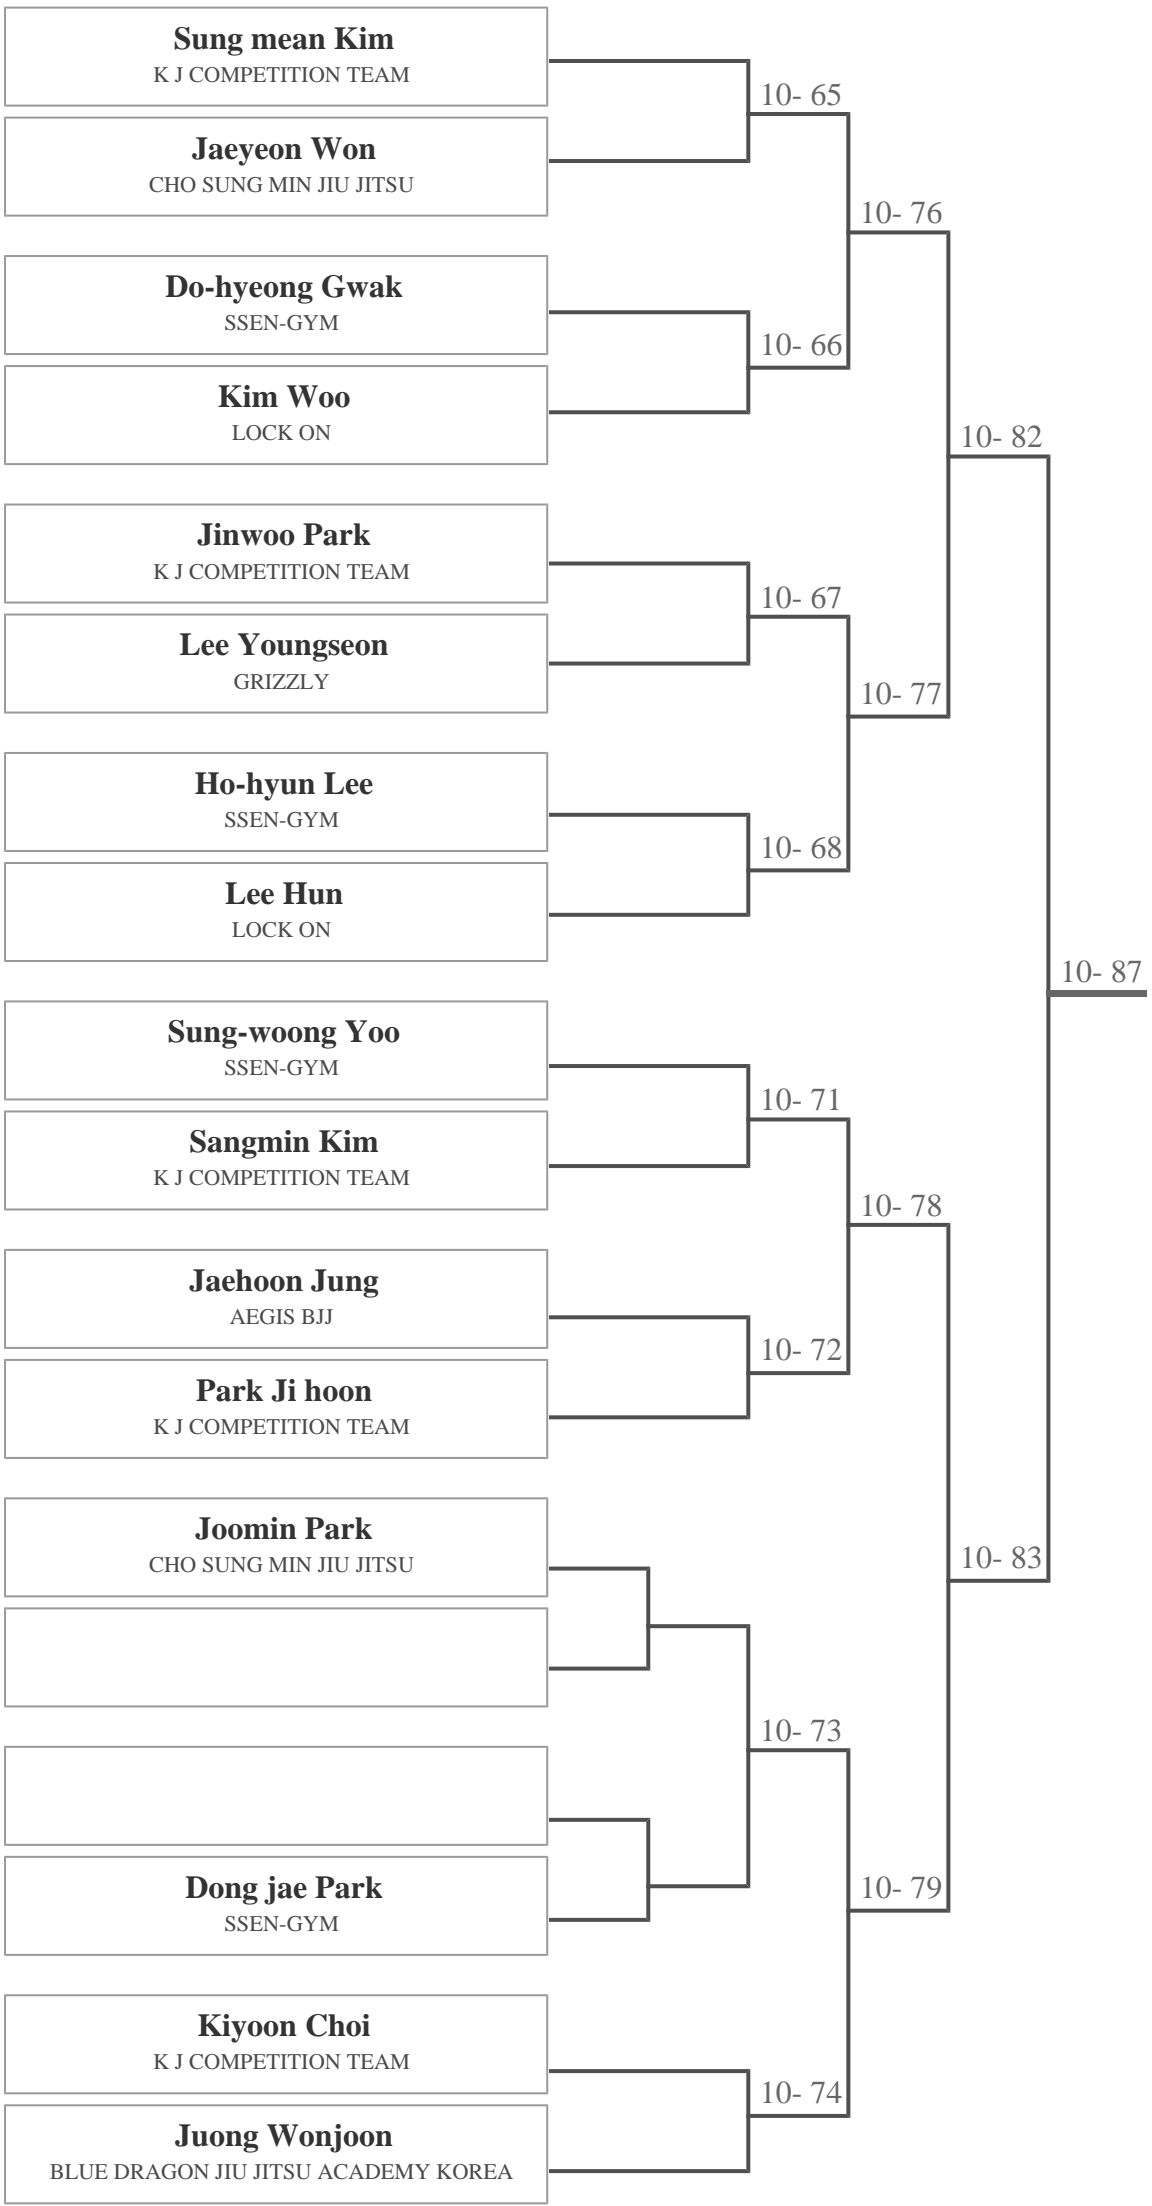 Sung mean Kim
K J COMPETITION TEAM
10- 65
Jaeyeon Won
CHO SUNG MIN JIU JITSU
10- 76
Do-hyeong Gwak
SSEN-GYM
10- 66
Kim Woo
LOCK ON
10- 82
Jinwoo Park
K J COMPETITION TEAM
10- 67
Lee Youngseon
GRIZZLY
10- 77
Ho-hyun Lee
SSEN-GYM
10- 68
Lee Hun
LOCK ON
10- 87
Sung-woong Yoo
SSEN-GYM
10- 71
Sangmin Kim
K J COMPETITION TEAM
10- 78
Jaehoon Jung
AEGIS BJJ
10- 72
Park Ji hoon
K J COMPETITION TEAM
Joomin Park
CHO SUNG MIN JIU JITSU
10- 83
10- 73
Dong jae Park
SSEN-GYM
10- 79
Kiyoon Choi
K J COMPETITION TEAM
10- 74
Juong Wonjoon
BLUE DRAGON JIU JITSU ACADEMY KOREA